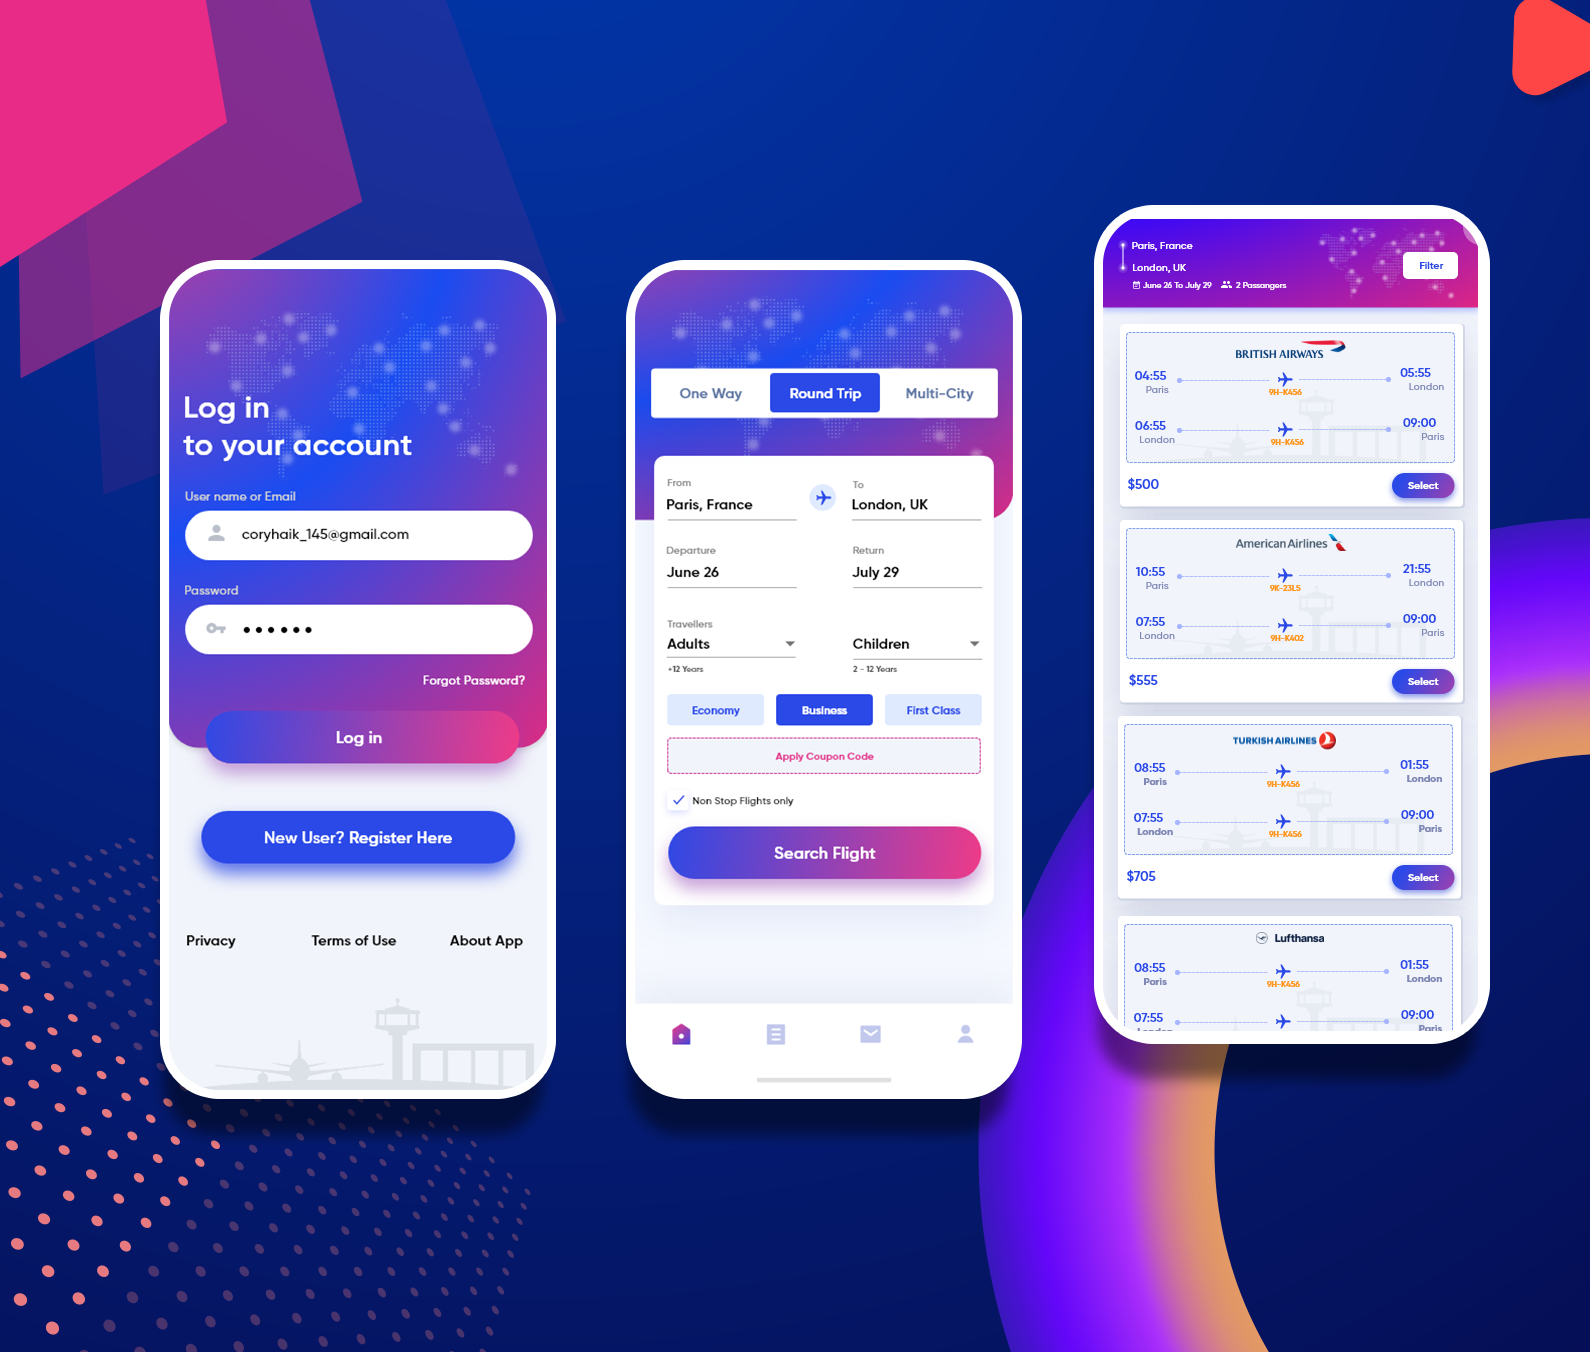 Log in
to your account
User name or Email
coryhaik_145@gmail.com
Password
Forgot Password?
Log in
New User? Register Here
Privacy Terms of Use About App
One Way Round Trip Multi-City
From To
Paris, France London, UK
Departure Return
June 26 July 29
Travellers
Adults Children
+12 Years 2 - 12 Years
Economy Business First Class
Apply Coupon Code
Non Stop Flights only
Search Flight
Paris, France
London, UK
June 26 To July 29 2 Passangers
Filter
BRITISH AIRWAYS
04:55 05:55
Paris London
9H-K456
06:55 09:00
London Paris
9H-K456
$500 Select
American Airlines
10:55 21:55
Paris London
9K-23L5
07:55 09:00
London Paris
9H-K402
$555 Select
TURKISH AIRLINES
08:55 01:55
Paris London
9H-K456
07:55 09:00
London Paris
9H-K456
$705 Select
Lufthansa
08:55 01:55
Paris London
9H-K456
07:55 09:00
London Paris